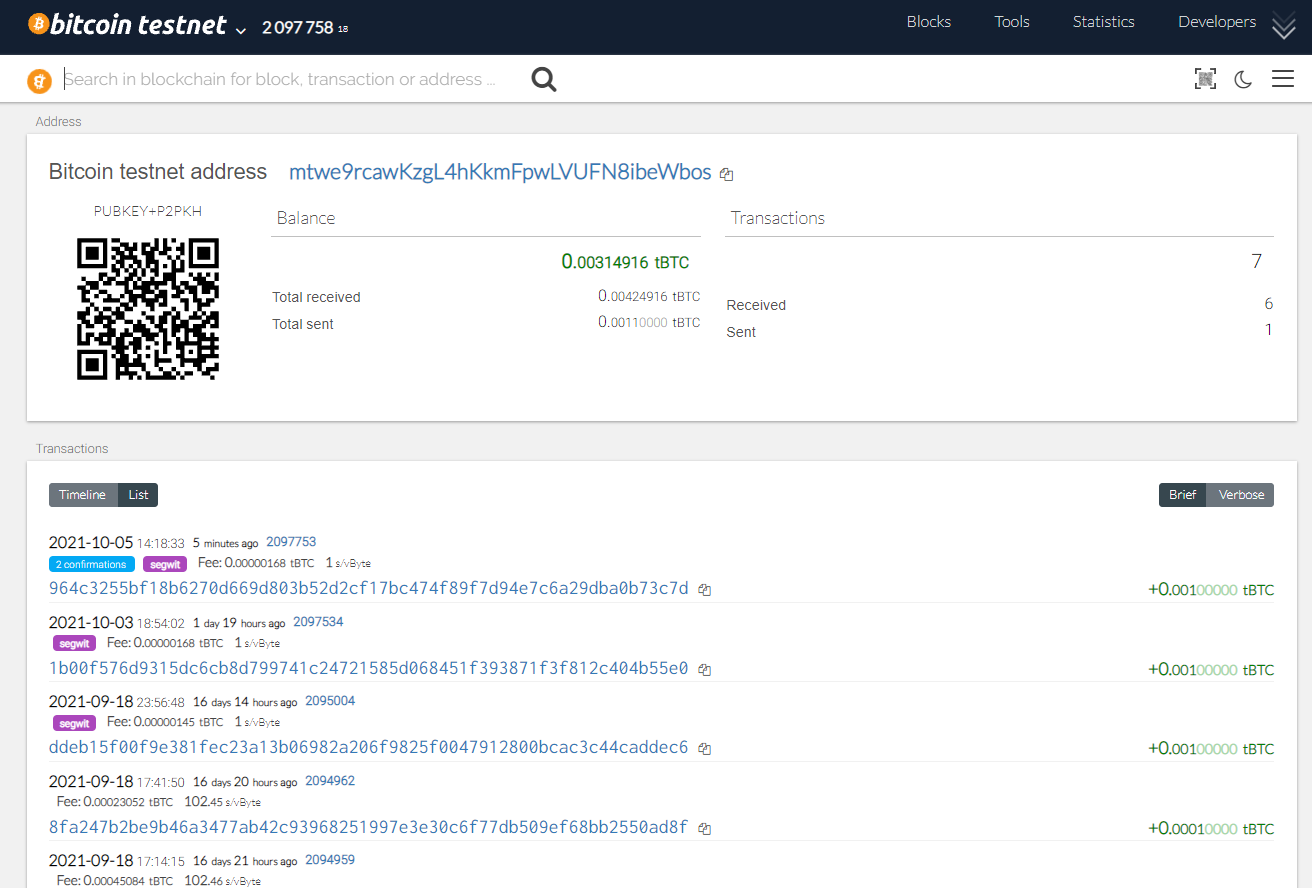 bitcoin testnet 2 097 758 18 Blocks Tools Statistics Developers
Search in blockchain for block, transaction or address ...
Address
Bitcoin testnet address mtwe9rcawKzgL4hKkmFpwLVUFN8ibeWbos
PUBKEY+P2PKH
Balance
0.00314916 tBTC
Total received 0.00424916 tBTC
Total sent 0.00110000 tBTC
Transactions
7
Received 6
Sent 1
Transactions
Timeline List Brief Verbose
2021-10-05 14:18:33 5 minutes ago 2097753
2 confirmations segwit Fee: 0.00000168 tBTC 1 s/vByte
964c3255bf18b6270d669d803b52d2cf17bc474f89f7d94e7c6a29dba0b73c7d +0.00100000 tBTC
2021-10-03 18:54:02 1 day 19 hours ago 2097534
segwit Fee: 0.00000168 tBTC 1 s/vByte
1b00f576d9315dc6cb8d799741c24721585d068451f393871f3f812c404b55e0 +0.00100000 tBTC
2021-09-18 23:56:48 16 days 14 hours ago 2095004
segwit Fee: 0.00000145 tBTC 1 s/vByte
ddeb15f00f9e381fec23a13b06982a206f9825f0047912800bcac3c44caddec6 +0.00100000 tBTC
2021-09-18 17:41:50 16 days 20 hours ago 2094962
Fee: 0.00023052 tBTC 102.45 s/vByte
8fa247b2be9b46a3477ab42c93968251997e3e30c6f77db509ef68bb2550ad8f +0.00010000 tBTC
2021-09-18 17:14:15 16 days 21 hours ago 2094959
Fee: 0.00045084 tBTC 102.46 s/vByte